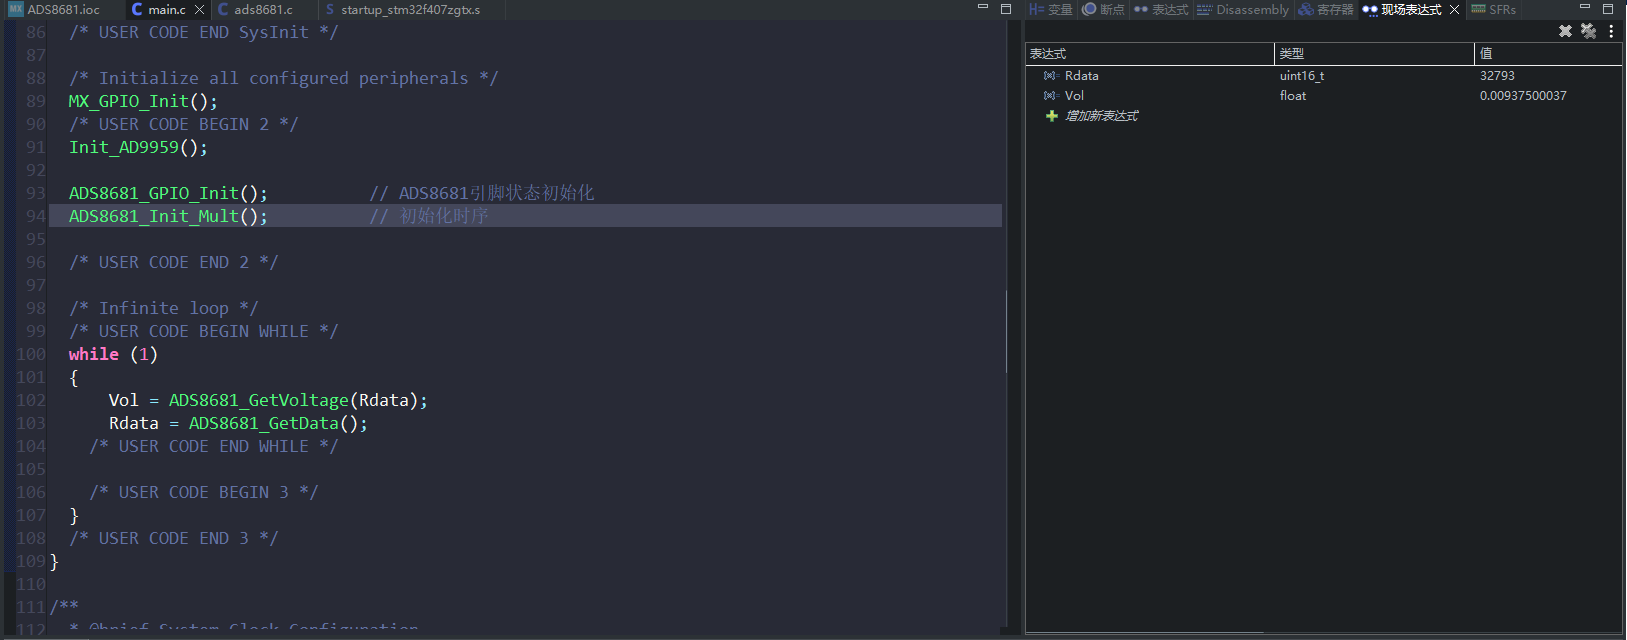 ADS8681.ioc main.c ads8681.c startup_stm32f407zgtx.s
86 /* USER CODE END SysInit */
87
88 /* Initialize all configured peripherals */
89 MX_GPIO_Init();
90 /* USER CODE BEGIN 2 */
91 Init_AD9959();
92
93 ADS8681_GPIO_Init(); // ADS8681引脚状态初始化
94 ADS8681_Init_Mult(); // 初始化时序
95
96 /* USER CODE END 2 */
97
98 /* Infinite loop */
99 /* USER CODE BEGIN WHILE */
100 while (1)
101 {
102 Vol = ADS8681_GetVoltage(Rdata);
103 Rdata = ADS8681_GetData();
104 /* USER CODE END WHILE */
105
106 /* USER CODE BEGIN 3 */
107 }
108 /* USER CODE END 3 */
109 }
110
111 /**
112 * @brief System Clock Configuration
变量 断点 表达式 Disassembly 寄存器 现场表达式 SFRs
表达式 类型 值
Rdata uint16_t 32793
Vol float 0.00937500037
增加新表达式